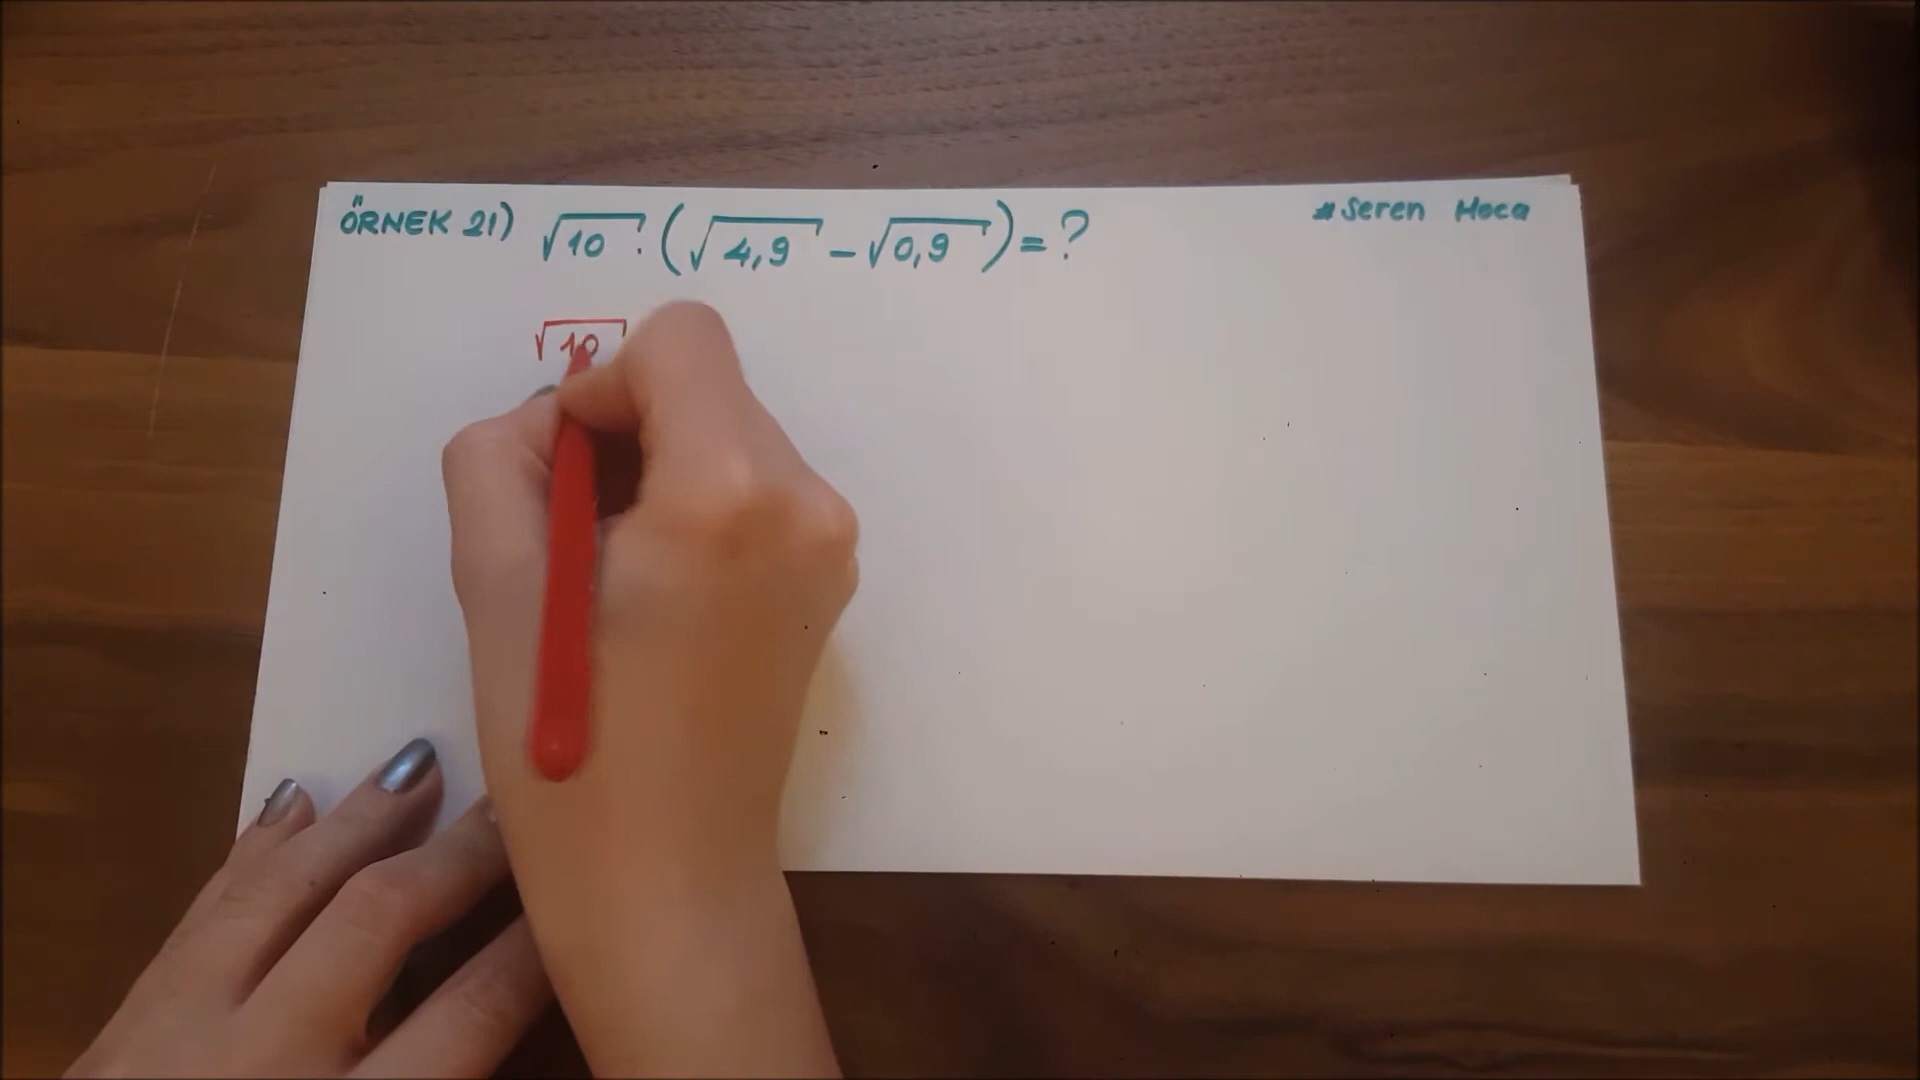 ÖRNEK 21) √10 . (√4,9 - √0,9) = ?
#Seren Hoca
√10